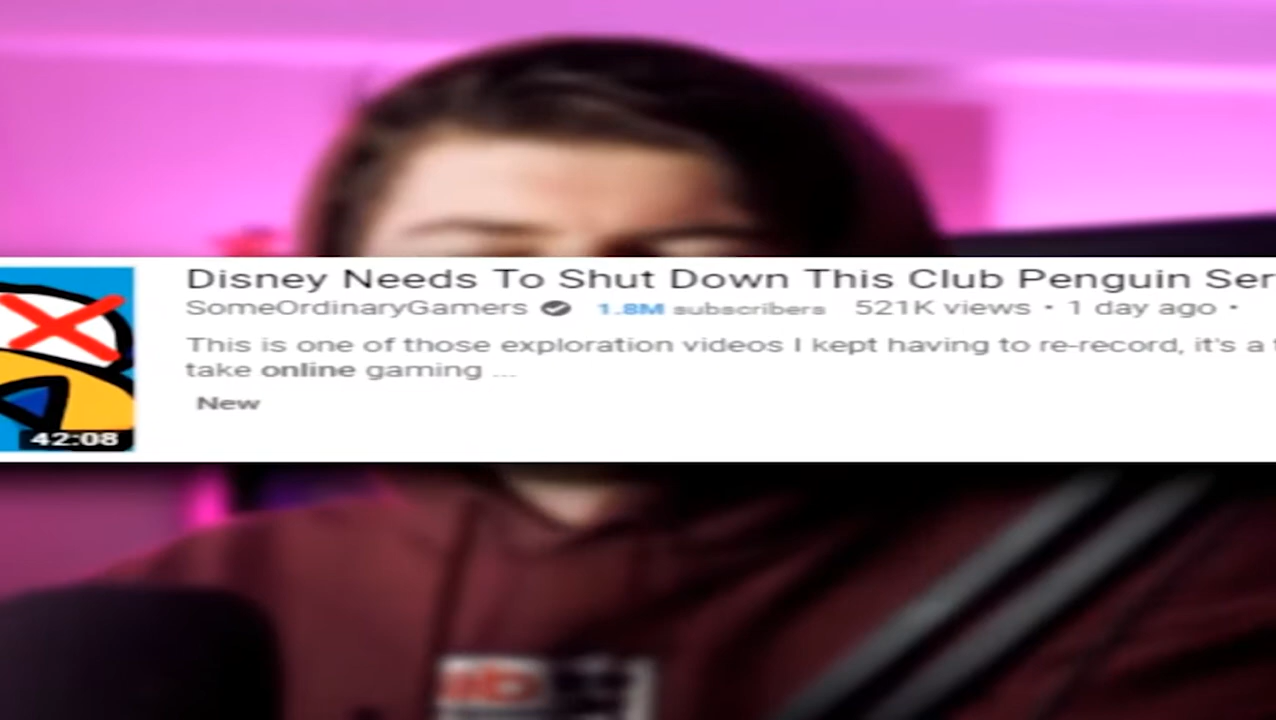 Disney Needs To Shut Down This Club Penguin Ser
SomeOrdinaryGamers 1.8M subscribers 521K views • 1 day ago •
This is one of those exploration videos I kept having to re-record, it's a
take online gaming ...
New
42:08